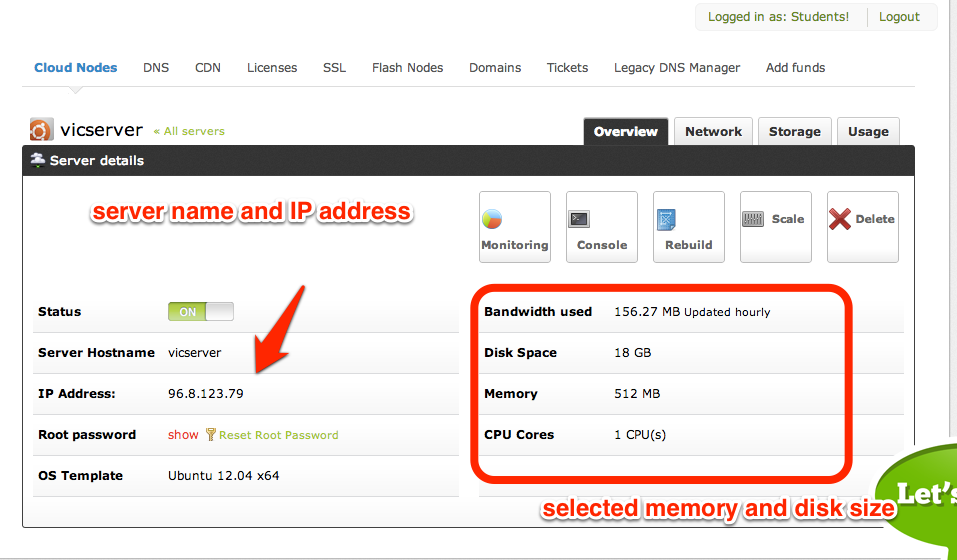 Logged in as: Students! Logout
Cloud Nodes DNS CDN Licenses SSL Flash Nodes Domains Tickets Legacy DNS Manager Add funds
vicserver « All servers
Overview Network Storage Usage
Server details
server name and IP address
Monitoring Console Rebuild Scale Delete
Status ON
Bandwidth used 156.27 MB Updated hourly
Server Hostname vicserver
Disk Space 18 GB
IP Address: 96.8.123.79
Memory 512 MB
Root password show Reset Root Password
CPU Cores 1 CPU(s)
OS Template Ubuntu 12.04 x64
selected memory and disk size
Let's